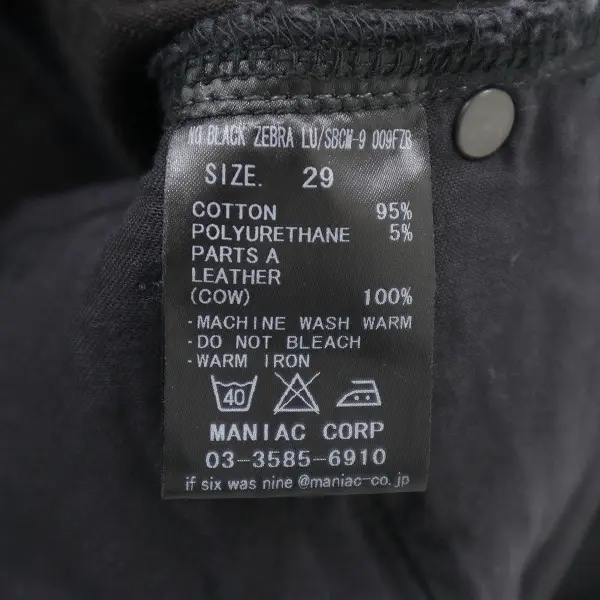 BLACK ZEBRA LU/SBCM-9 009FZB
SIZE. 29
COTTON 95%
POLYURETHANE 5%
PARTS A
LEATHER
(COW) 100%
-MACHINE WASH WARM
-DO NOT BLEACH
-WARM IRON
40
MANIAC CORP
03-3585-6910
if six was nine @maniac-co.jp